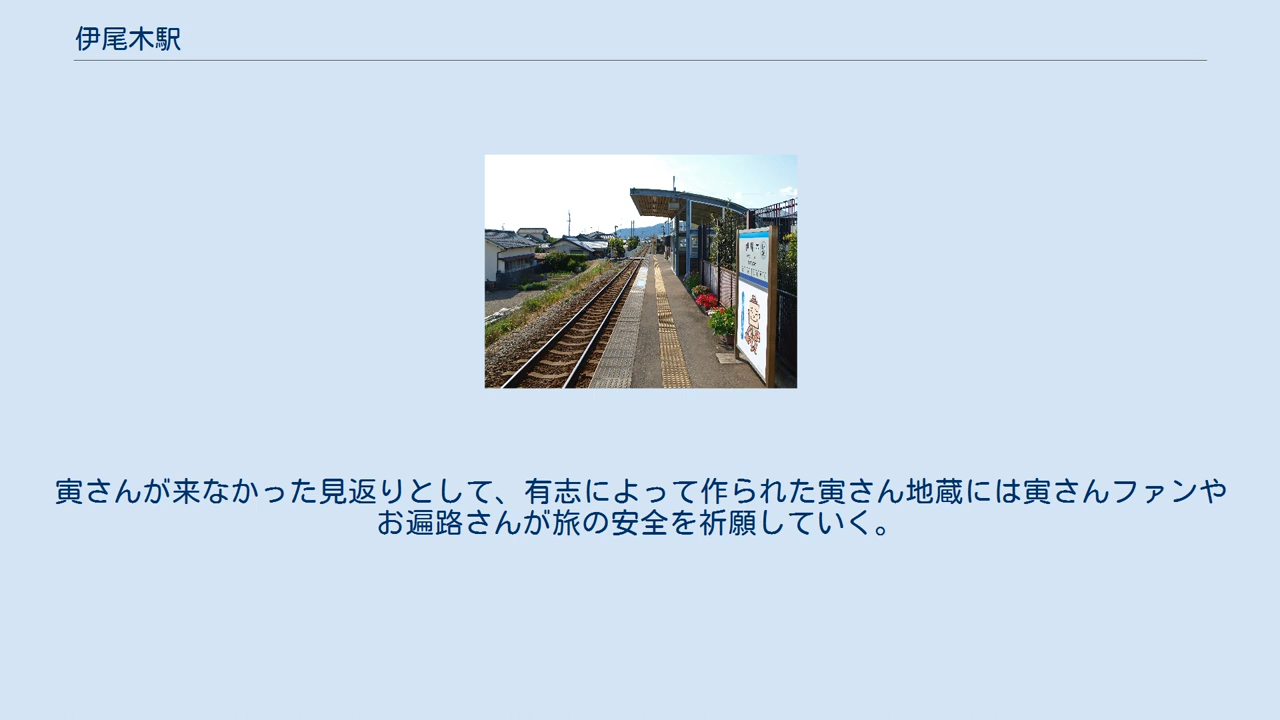 伊尾木駅
寅さんが来なかった見返りとして、有志によって作られた寅さん地蔵には寅さんファンや
お遍路さんが旅の安全を祈願していく。